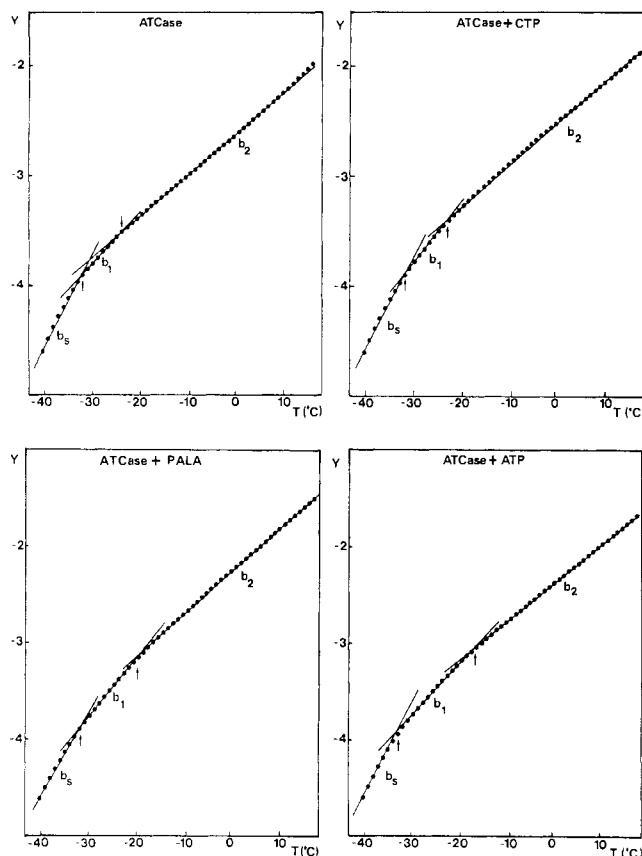 Y
ATCase
-2
-3
-4
b2
b1
bs
-40 -30 -20 -10 0 10
T (°C)
Y
ATCase + CTP
-2
-3
-4
b2
b1
bs
-40 -30 -20 -10 0 10
T (°C)
Y
ATCase + PALA
-2
-3
-4
b2
b1
bs
-40 -30 -20 -10 0 10
T (°C)
Y
ATCase + ATP
-2
-3
-4
b2
b1
bs
-40 -30 -20 -10 0 10
T (°C)